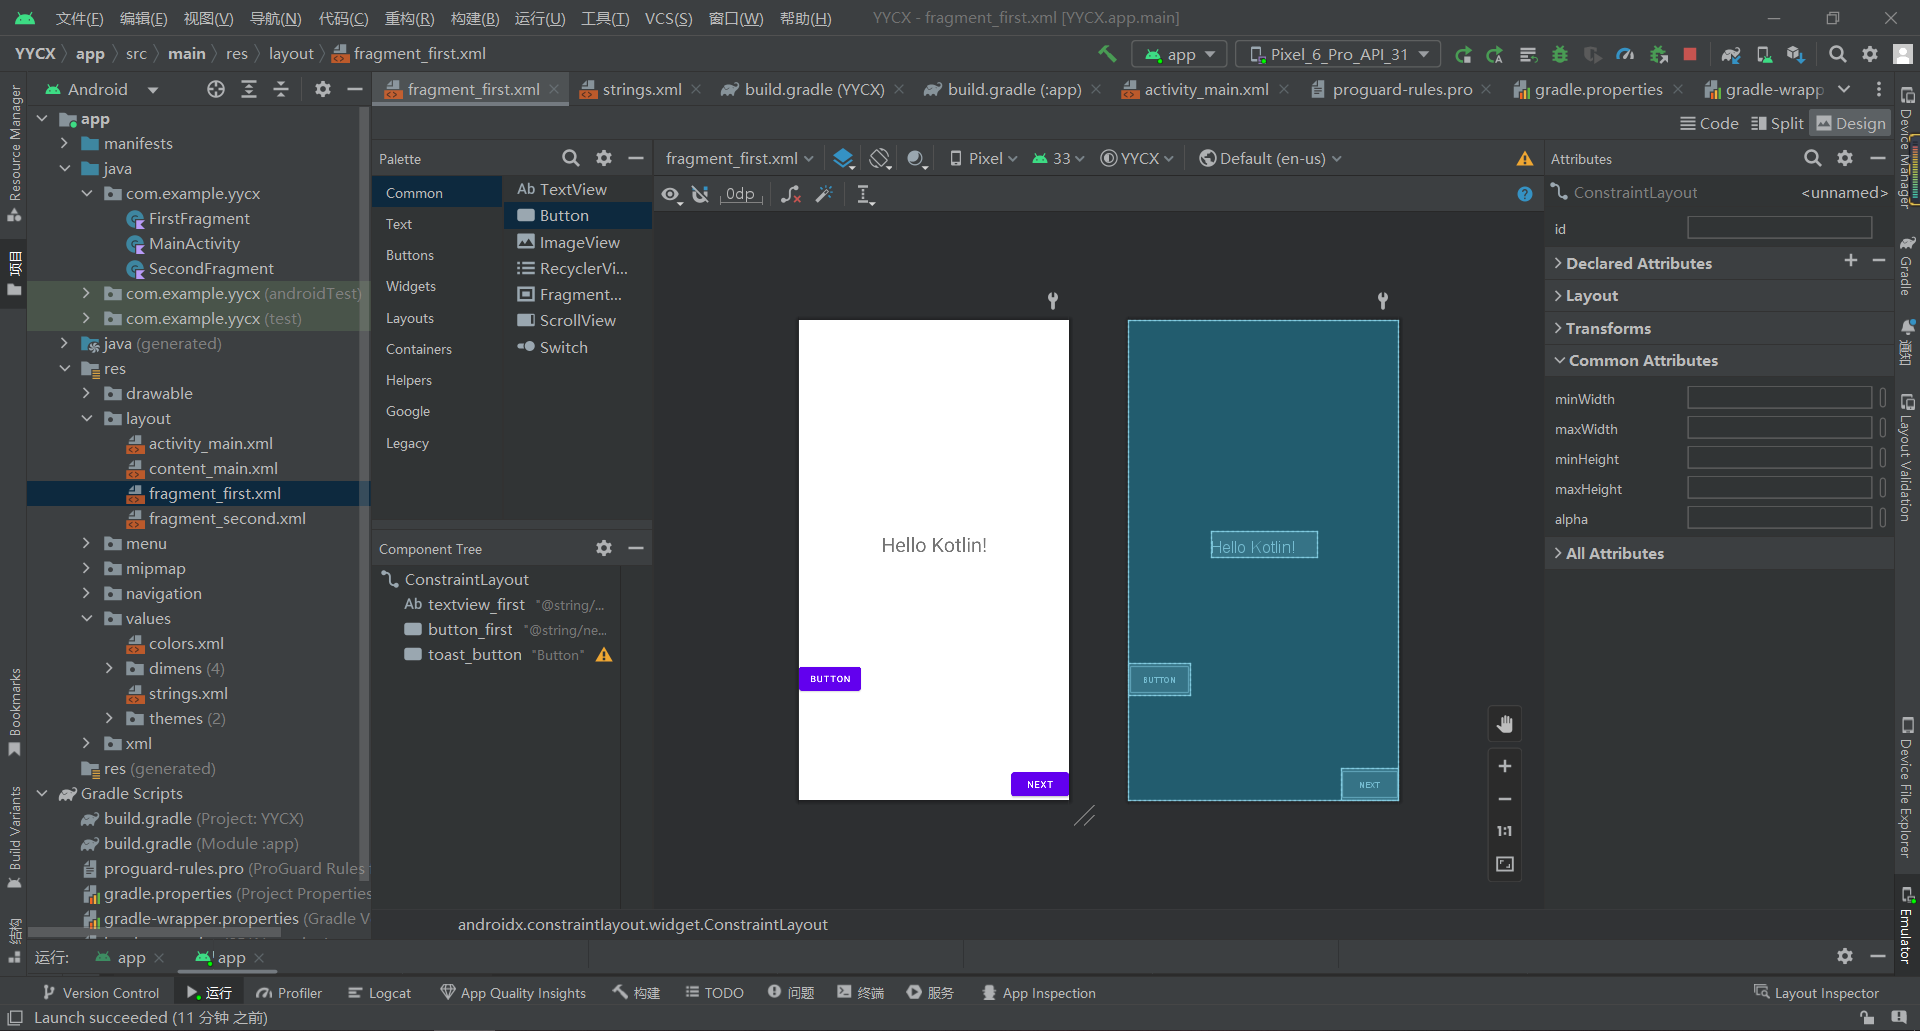 文件(F) 编辑(E) 视图(V) 导航(N) 代码(C) 重构(R) 构建(B) 运行(U) 工具(T) VCS(S) 窗口(W) 帮助(H) YYCX - fragment_first.xml [YYCX.app.main]
YYCX app src main res layout fragment_first.xml app Pixel_6_Pro_API_31
Android fragment_first.xml strings.xml build.gradle (YYCX) build.gradle (:app) activity_main.xml proguard-rules.pro gradle.properties gradle-wrapp
Code Split Design
Resource Manager
项目
Bookmarks
Build Variants
结构
app
manifests
java
com.example.yycx
FirstFragment
MainActivity
SecondFragment
com.example.yycx (androidTest)
com.example.yycx (test)
java (generated)
res
drawable
layout
activity_main.xml
content_main.xml
fragment_first.xml
fragment_second.xml
menu
mipmap
navigation
values
colors.xml
dimens (4)
strings.xml
themes (2)
xml
res (generated)
Gradle Scripts
build.gradle (Project: YYCX)
build.gradle (Module :app)
proguard-rules.pro (ProGuard Rules
gradle.properties (Project Properties
gradle-wrapper.properties (Gradle V
Palette
Common
Text
Buttons
Widgets
Layouts
Containers
Helpers
Google
Legacy
Ab TextView
Button
ImageView
RecyclerVi...
Fragment...
ScrollView
Switch
Component Tree
ConstraintLayout
Ab textview_first "@string/...
button_first "@string/ne...
toast_button "Button"
fragment_first.xml Pixel 33 YYCX Default (en-us)
0dp
Hello Kotlin!
BUTTON
NEXT
Hello Kotlin!
BUTTON
NEXT
1:1
androidx.constraintlayout.widget.ConstraintLayout
Attributes
ConstraintLayout <unnamed>
id
Declared Attributes
Layout
Transforms
Common Attributes
minWidth
maxWidth
minHeight
maxHeight
alpha
All Attributes
Device Manager
Gradle
通知
Layout Validation
Device File Explorer
Emulator
运行: app app
Version Control 运行 Profiler Logcat App Quality Insights 构建 TODO 问题 终端 服务 App Inspection Layout Inspector
Launch succeeded (11 分钟 之前)